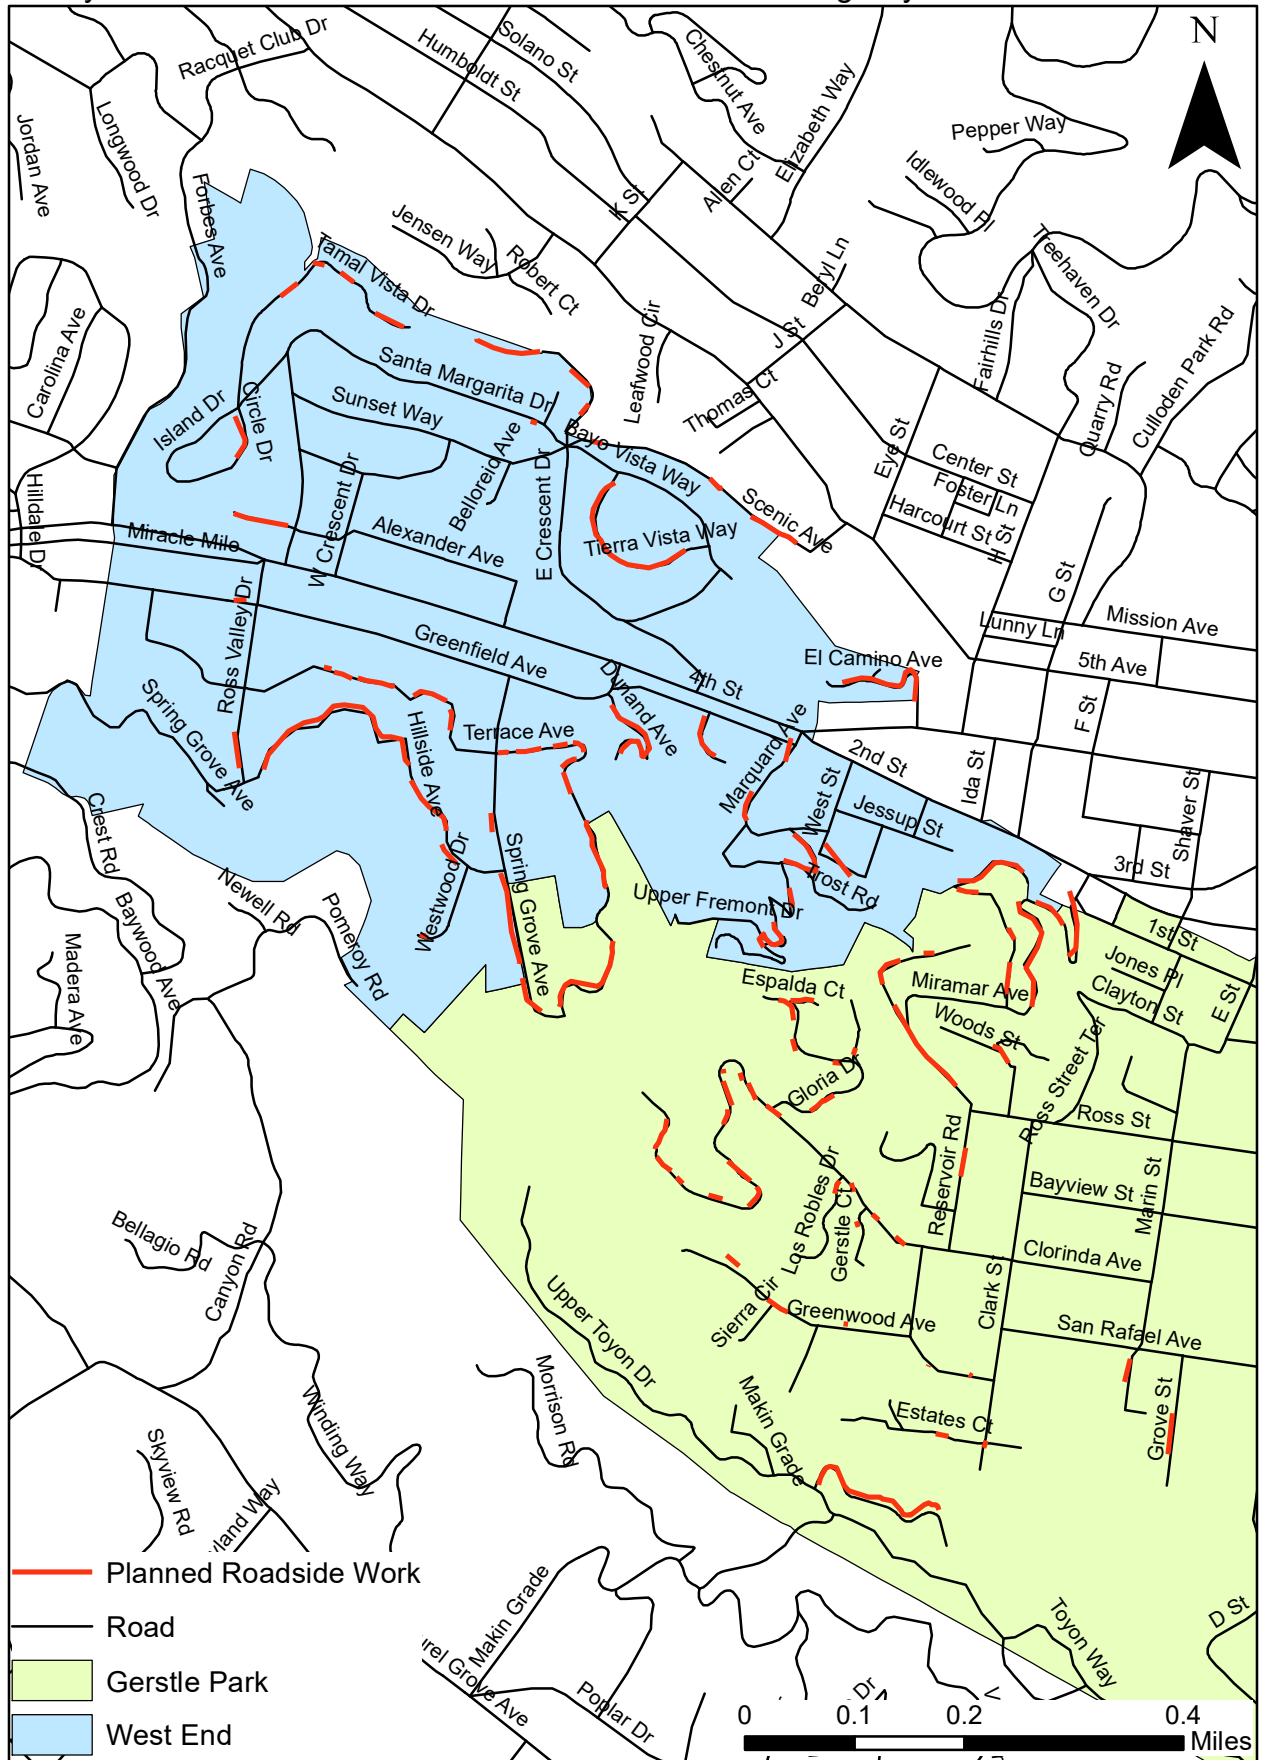 N
Racquet Club Dr
Solano St
Humboldt St
Chestnut Ave
Elizabeth Way
Pepper Way
Jordan Ave
Longwood Dr
Idlewood Pl
Allen Ct
K St
Forbes Ave
Jensen Way
Robert Ct
Treehaven Dr
Tamal Vista Dr
Beryl Ln
J St
Leafwood Cir
Fairhills Dr
Culloden Park Rd
Carolina Ave
Santa Margarita Dr
Thomas Ct
Quarry Rd
Island Dr
Circle Dr
Sunset Way
Bayo Vista Way
Eye St
Center St
Foster Ln
Harcourt St
H St
Hilldale Dr
Belloreid Ave
W Crescent Dr
E Crescent Dr
Scenic Ave
Miracle Mile
Alexander Ave
Tierra Vista Way
G St
Ross Valley Dr
Lunny Ln
Mission Ave
Greenfield Ave
El Camino Ave
5th Ave
4th St
Dunand Ave
Spring Grove Ave
Hillside Ave
Terrace Ave
F St
Marquard Ave
2nd St
Ida St
West St
Jessup St
Shaver St
3rd St
Crest Rd
Westwood Dr
Spring Grove Ave
Newell Rd
Baywood Ave
Pomeroy Rd
Trost Rd
Upper Fremont Dr
1st St
Madera Ave
Espalda Ct
Miramar Ave
Jones Pl
Clayton St
E St
Woods St
Ross Street Ter
Gloria Dr
Ross St
Reservoir Rd
Los Robles Dr
Gerstle Ct
Bayview St
Marin St
Bellagio Rd
Canyon Rd
Clorinda Ave
Clark St
Upper Toyon Dr
Sierra Cir
Greenwood Ave
San Rafael Ave
Morrison Rd
Winding Way
Makin Grade
Estates Ct
Grove St
Skyview Rd
yland Way
Planned Roadside Work
Road
Gerstle Park
West End
Makin Grade
rel Grove Ave
Poplar Dr
Toyon Way
D St
Dr
0 0.1 0.2 0.4
Miles